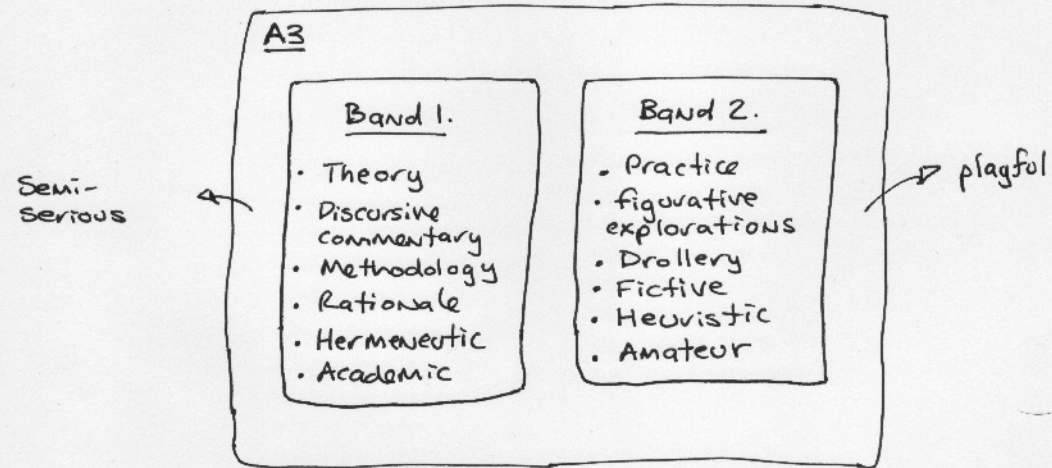 A3
Semi-
serious
Band 1.
• Theory
• Discursive
commentary
• Methodology
• Rationale
• Hermeneutic
• Academic
Band 2.
• Practice
• figurative
explorations
• Drollery
• Fictive
• Heuristic
• Amateur
plagful